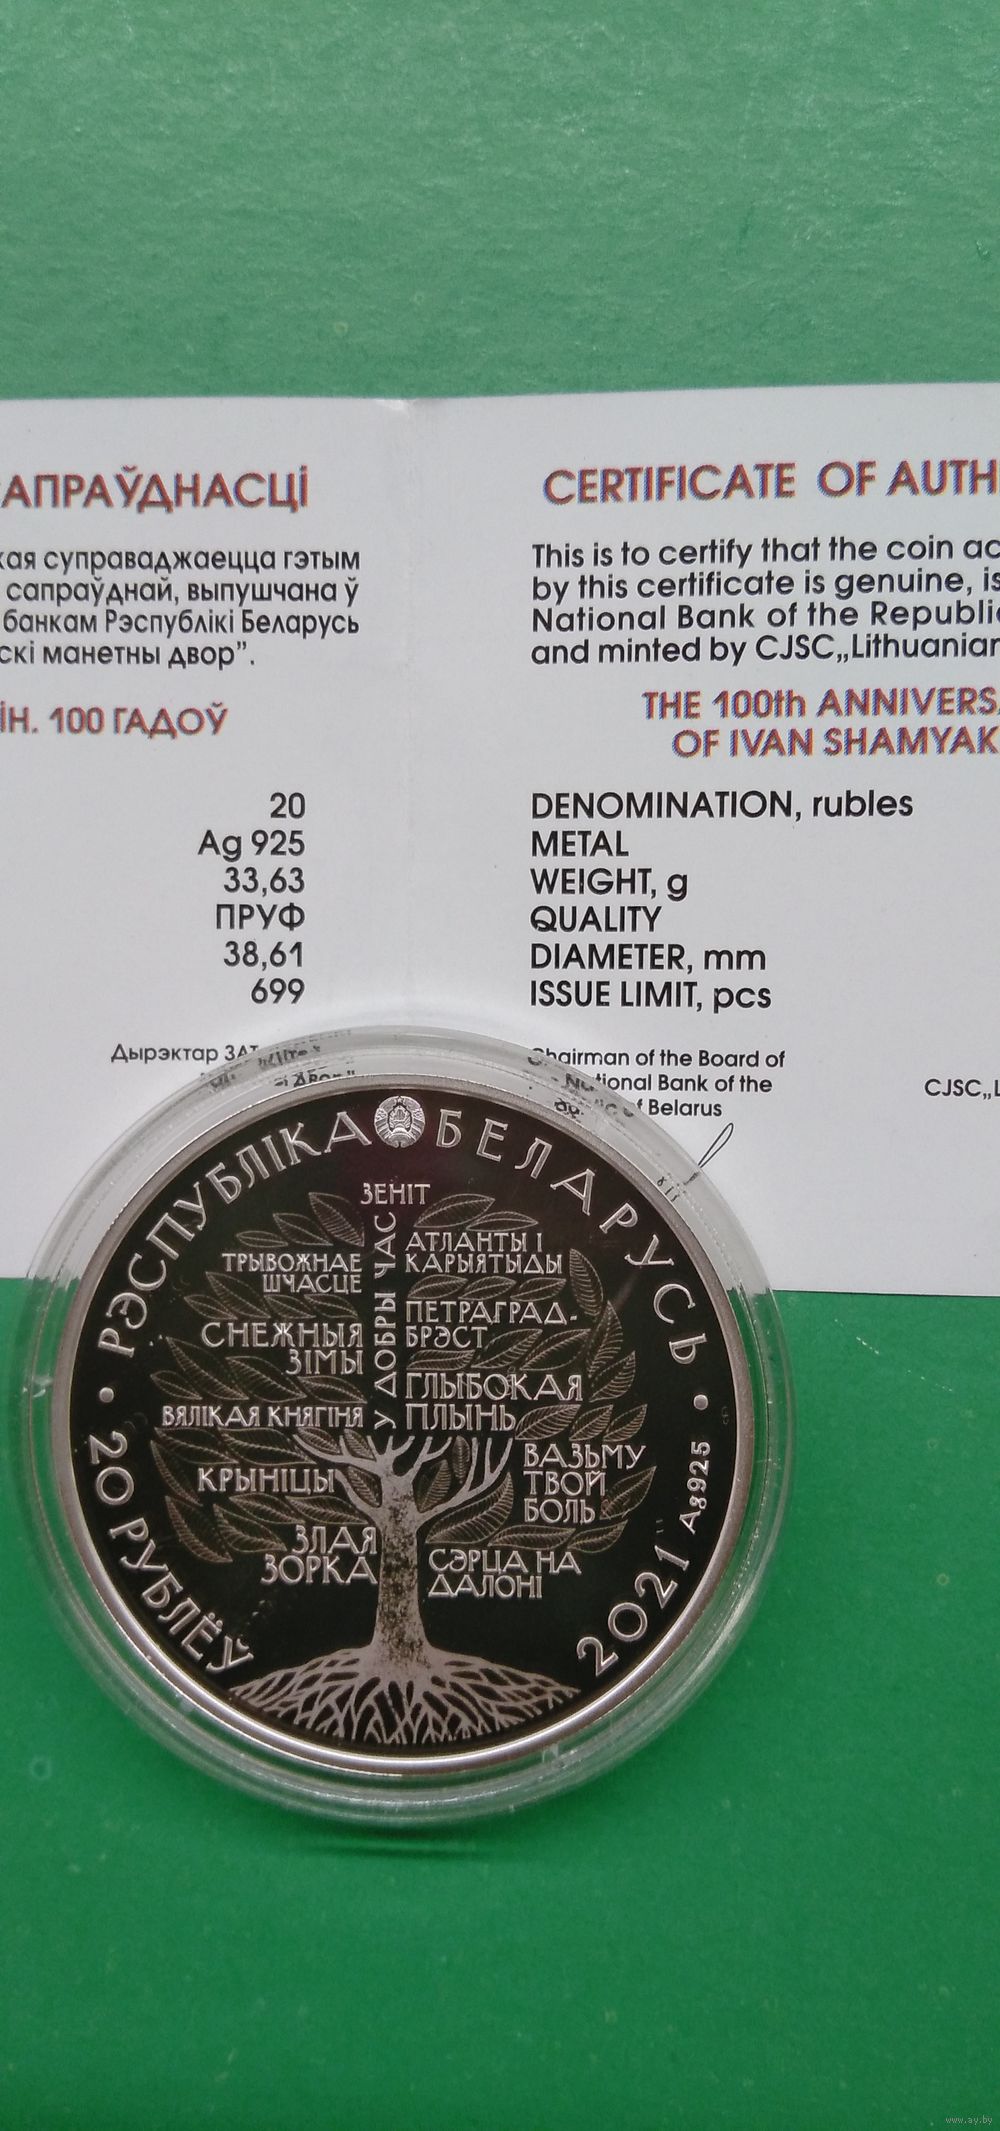 АПРАЎДНАСЦІ
кая суправаджаецца гэтым
сапраўднай, выпушчана ў
банкам Рэспублікі Беларусь
скі манетны двор”.
ІН. 100 ГАДОЎ
20
Ag 925
33,63
ПРУФ
38,61
699
Дырэктар ЗАТ
CERTIFICATE OF AUTH
This is to certify that the coin ac
by this certificate is genuine, is
National Bank of the Republic
and minted by CJSC„Lithuanian
THE 100th ANNIVERSA
OF IVAN SHAMYAK
DENOMINATION, rubles
METAL
WEIGHT, g
QUALITY
DIAMETER, mm
ISSUE LIMIT, pcs
Chairman of the Board of
National Bank of the
of Belarus
CJSC„L
РЭСПУБЛІКА БЕЛАРУСЬ
ЗЕНІТ
У ДОБРЫ ЧАС
ТРЫВОЖНАЕ
ШЧАСЦЕ
СНЕЖНЫЯ
ЗІМЫ
ВЯЛІКАЯ КНЯГІНЯ
КРЫНІЦЫ
ЗЛАЯ
ЗОРКА
АТЛАНТЫ І
КАРЫЯТЫДЫ
ПЕТРАГРАД-
БРЭСТ
ГЛЫБОКАЯ
ПЛЫНЬ
ВАЗЬМУ
ТВОЙ
БОЛЬ
СЭРЦА НА
ДАЛОНІ
20 РУБЛЁЎ
2021 Ag925
www.ay.by